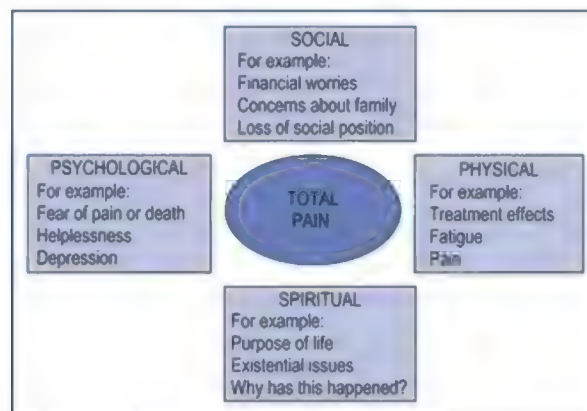 SOCIAL
For example:
Financial worries
Concerns about family
Loss of social position
PSYCHOLOGICAL
For example:
Fear of pain or death
Helplessness
Depression
TOTAL
PAIN
PHYSICAL
For example:
Treatment effects
Fatigue
Pain
SPIRITUAL
For example:
Purpose of life
Existential issues
Why has this happened?